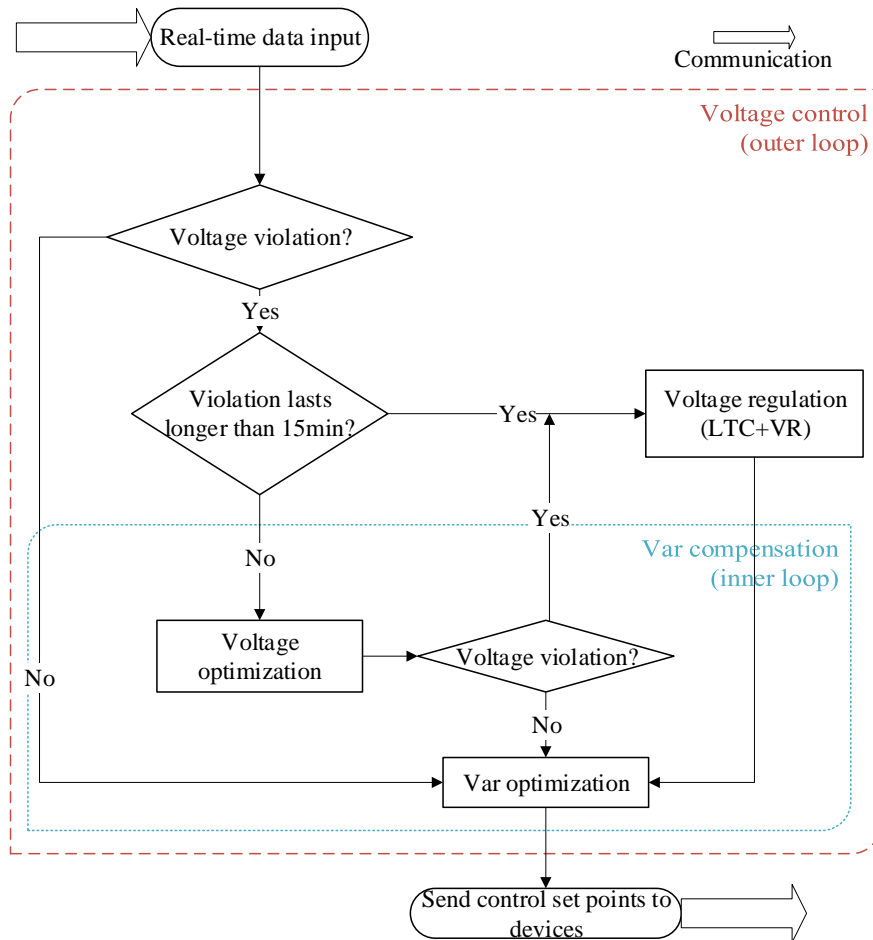 Real-time data input
Communication
Voltage control
(outer loop)
Voltage violation?
Yes
Violation lasts
longer than 15min?
Yes
Voltage regulation
(LTC+VR)
Yes
Var compensation
(inner loop)
No
Voltage
optimization
Voltage violation?
No
No
Var optimization
Send control set points to
devices